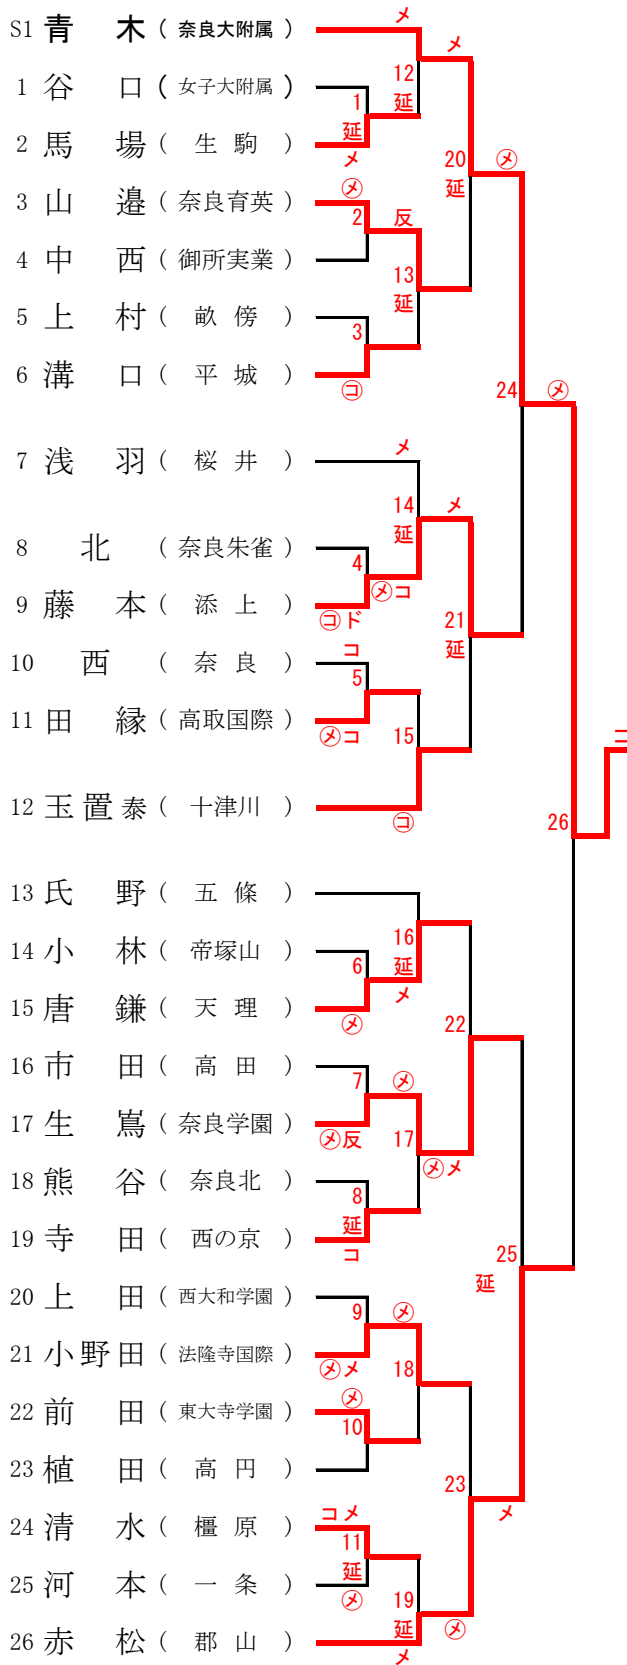 S1 青木 ( 奈良大附属 )
メ
メ
12
延
1 谷口 ( 女子大附属 )
1
延
メ
2 馬場 ( 生駒 )
20
延
㋱
3 山邉 ( 奈良育英 )
㋱
2
反
4 中西 ( 御所実業 )
13
延
5 上村 ( 畝傍 )
3
6 溝口 ( 平城 )
㋙
24
㋱
7 浅羽 ( 桜井 )
メ
14
延
メ
8 北 ( 奈良朱雀 )
4
㋱コ
9 藤本 ( 添上 )
㋙ド
21
延
10 西 ( 奈良 )
コ
5
11 田縁 ( 高取国際 )
㋱コ
15
コ
12 玉置泰 ( 十津川 )
㋙
26
13 氏野 ( 五條 )
16
延
メ
14 小林 ( 帝塚山 )
6
15 唐鎌 ( 天理 )
㋱
22
16 市田 ( 高田 )
7
㋱
17 生嶌 ( 奈良学園 )
㋱反
17
㋱メ
18 熊谷 ( 奈良北 )
8
延
19 寺田 ( 西の京 )
コ
25
延
20 上田 ( 西大和学園 )
9
㋱
21 小野田 ( 法隆寺国際 )
㋱メ
18
22 前田 ( 東大寺学園 )
㋱
10
23 植田 ( 高円 )
23
メ
24 清水 ( 橿原 )
コメ
11
延
25 河本 ( 一条 )
㋱
19
延
㋱
26 赤松 ( 郡山 )
メ